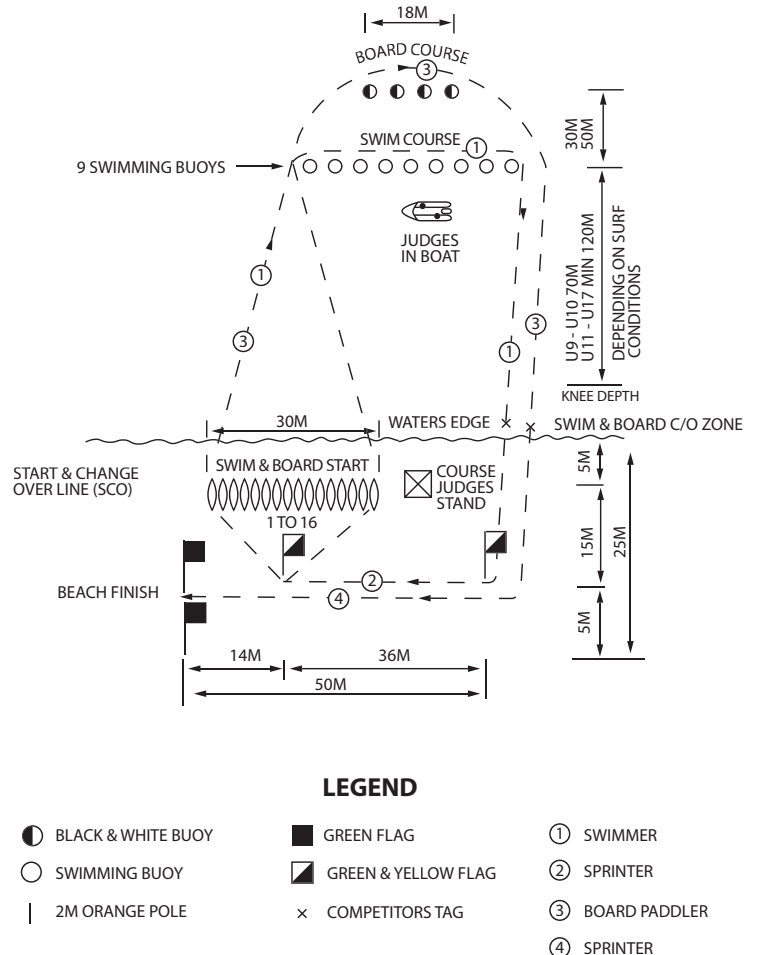 18M
BOARD COURSE
3
30M
50M
SWIM COURSE
1
9 SWIMMING BUOYS
JUDGES
IN BOAT
1
3
3
1
U9 - U10 70M
U11 - U17 MIN 120M
DEPENDING ON SURF
CONDITIONS
KNEE DEPTH
30M
WATERS EDGE
SWIM & BOARD C/O ZONE
START & CHANGE
OVER LINE (SCO)
SWIM & BOARD START
COURSE
JUDGES
STAND
1 TO 16
5M
15M
25M
5M
BEACH FINISH
2
4
14M
36M
50M
LEGEND
BLACK & WHITE BUOY
SWIMMING BUOY
2M ORANGE POLE
GREEN FLAG
GREEN & YELLOW FLAG
COMPETITORS TAG
1 SWIMMER
2 SPRINTER
3 BOARD PADDLER
4 SPRINTER